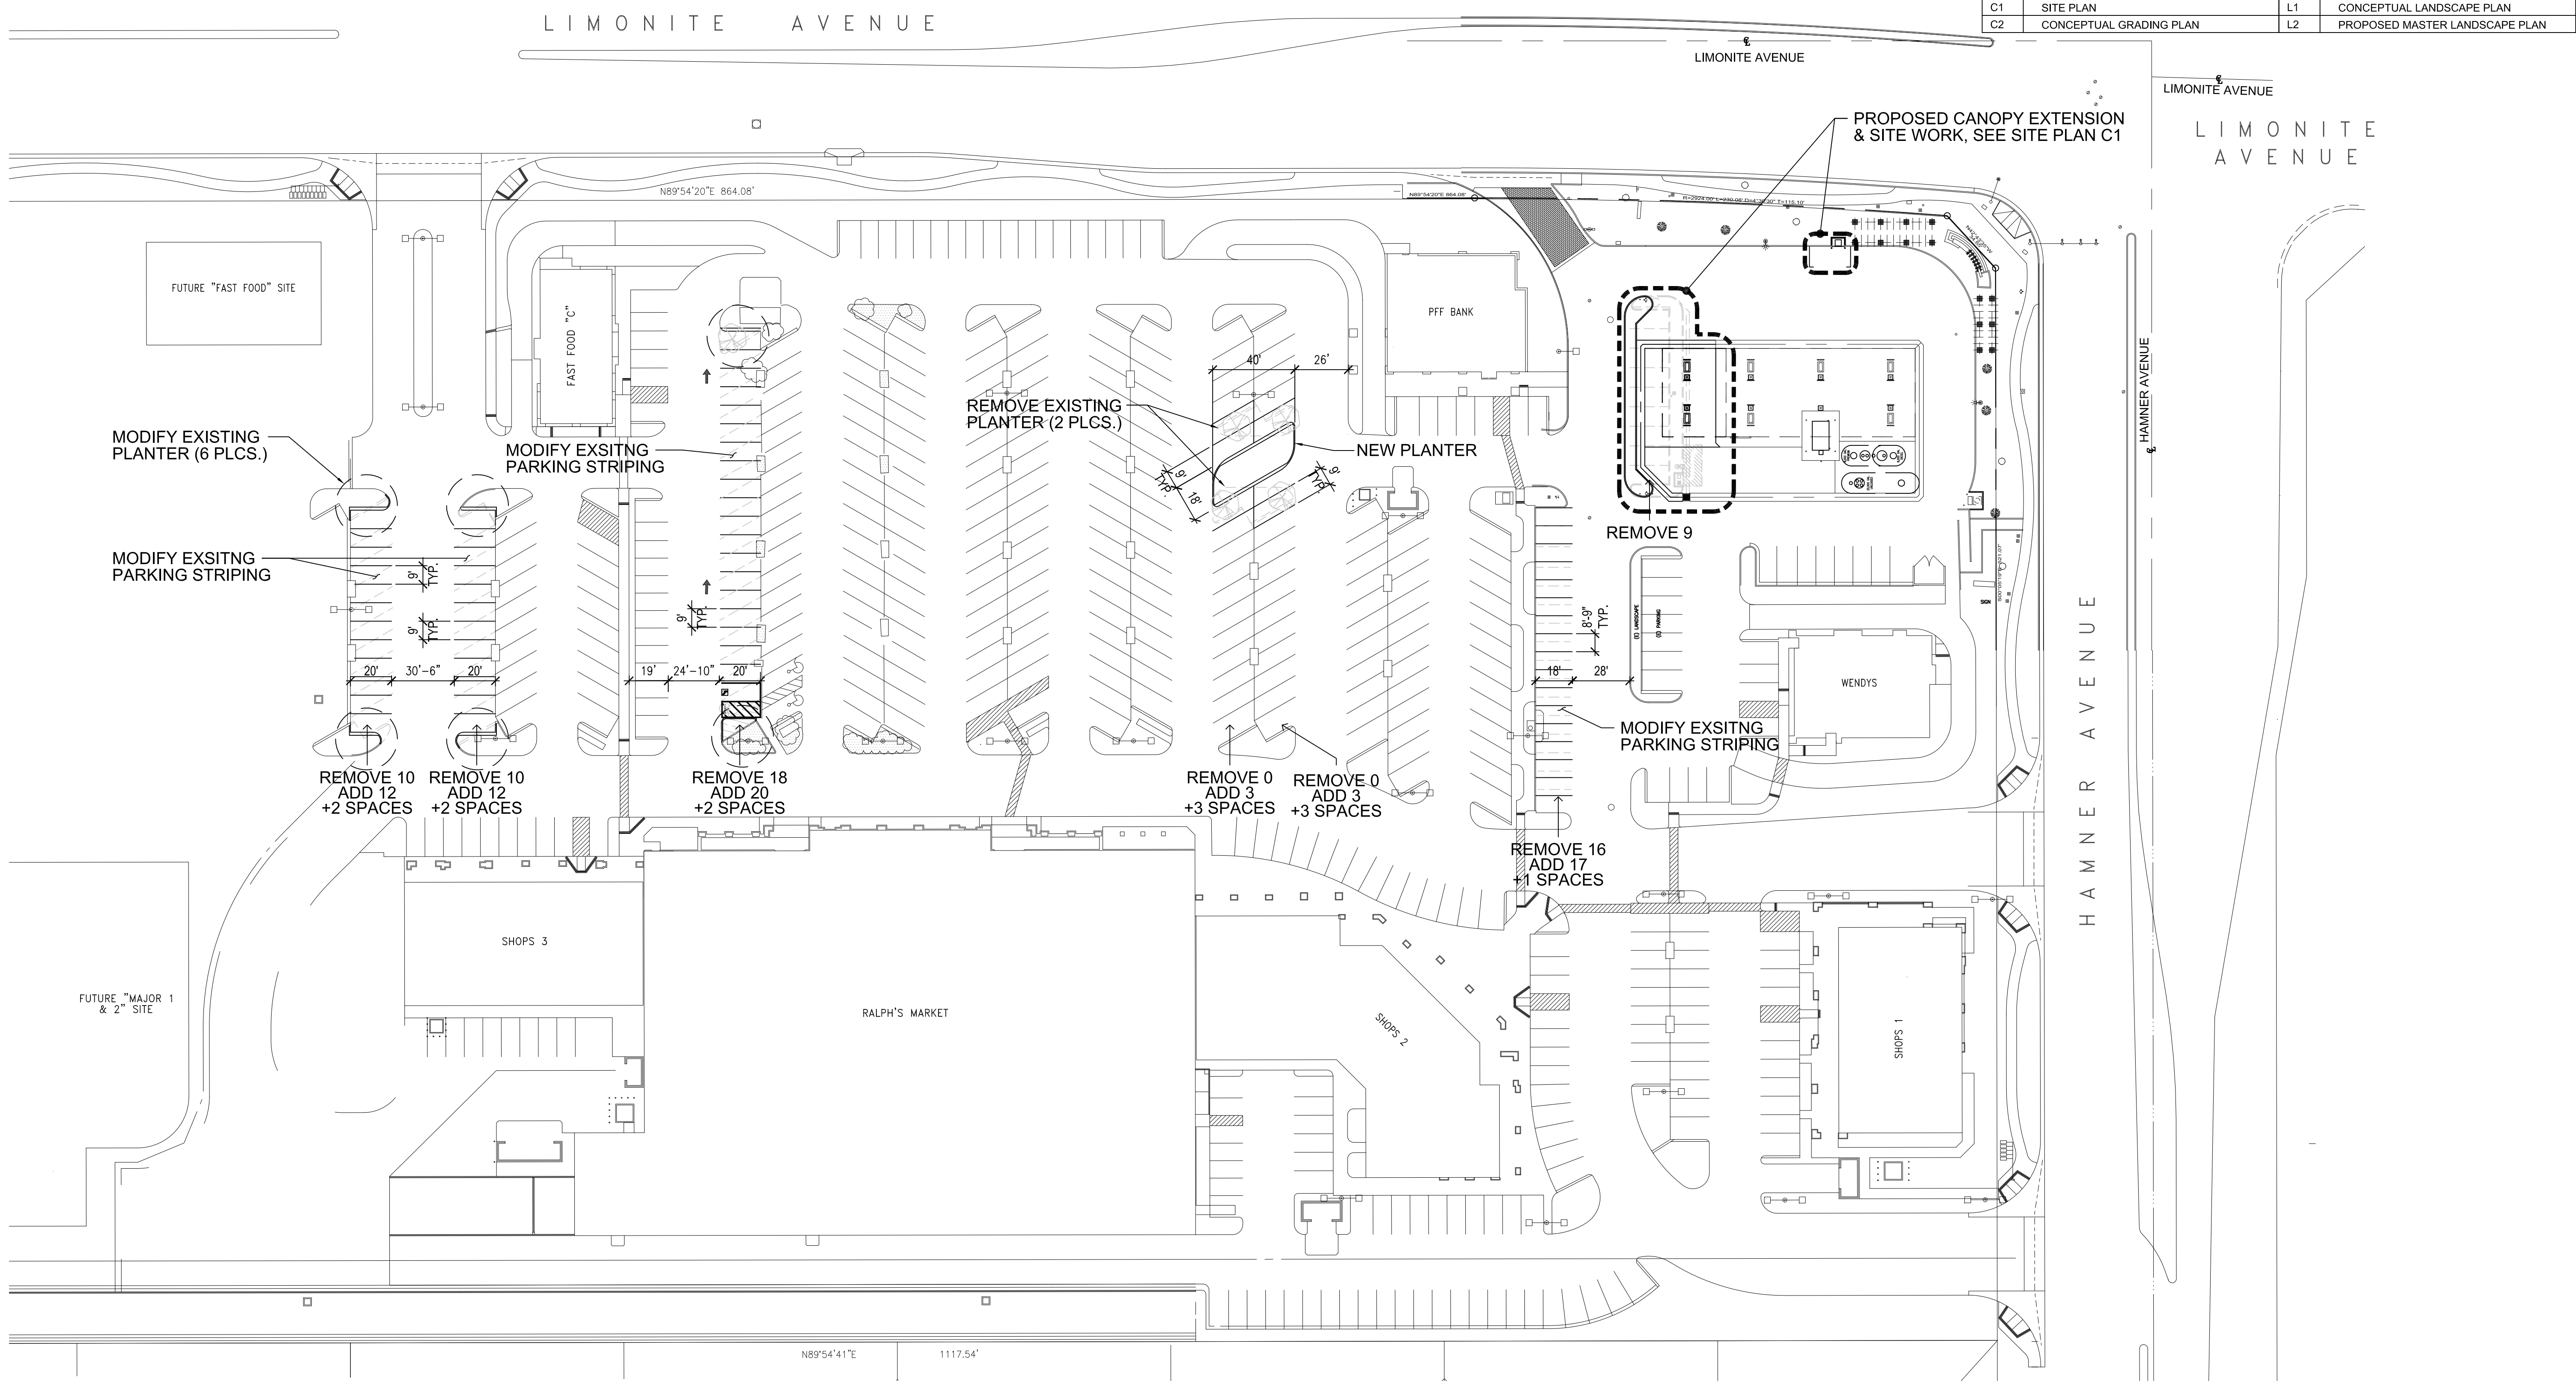 LIMONITE AVENUE
C1 SITE PLAN L1 CONCEPTUAL LANDSCAPE PLAN
C2 CONCEPTUAL GRADING PLAN L2 PROPOSED MASTER LANDSCAPE PLAN
LIMONITE AVENUE
LIMONITE AVENUE
LIMONITE
AVENUE
PROPOSED CANOPY EXTENSION
& SITE WORK, SEE SITE PLAN C1
N89°54'20"E 864.08'
N89°54'20"E 864.08'
FUTURE "FAST FOOD" SITE
FAST FOOD "C"
PFF BANK
HAMNER AVENUE
40'
26'
REMOVE EXISTING
PLANTER (2 PLCS.)
NEW PLANTER
9'
TYP.
18'
9'
TYP.
MODIFY EXISTING
PLANTER (6 PLCS.)
MODIFY EXSITNG
PARKING STRIPING
MODIFY EXSITNG
PARKING STRIPING
REMOVE 9
9'
TYP.
9'
TYP.
9'
TYP.
8'-9"
TYP.
(E) LANDSCAPE
(E) PARKING
SIGN
20'
30'-6"
20'
19'
24'-10"
20'
18'
28'
WENDYS
MODIFY EXSITNG
PARKING STRIPING
HAMNER AVENUE
REMOVE 10
ADD 12
+2 SPACES
REMOVE 10
ADD 12
+2 SPACES
REMOVE 18
ADD 20
+2 SPACES
REMOVE 0
ADD 3
+3 SPACES
REMOVE 0
ADD 3
+3 SPACES
REMOVE 16
ADD 17
+1 SPACES
SHOPS 3
FUTURE "MAJOR 1
& 2" SITE
RALPH'S MARKET
SHOPS 2
SHOPS 1
N89°54'41"E 1117.54'